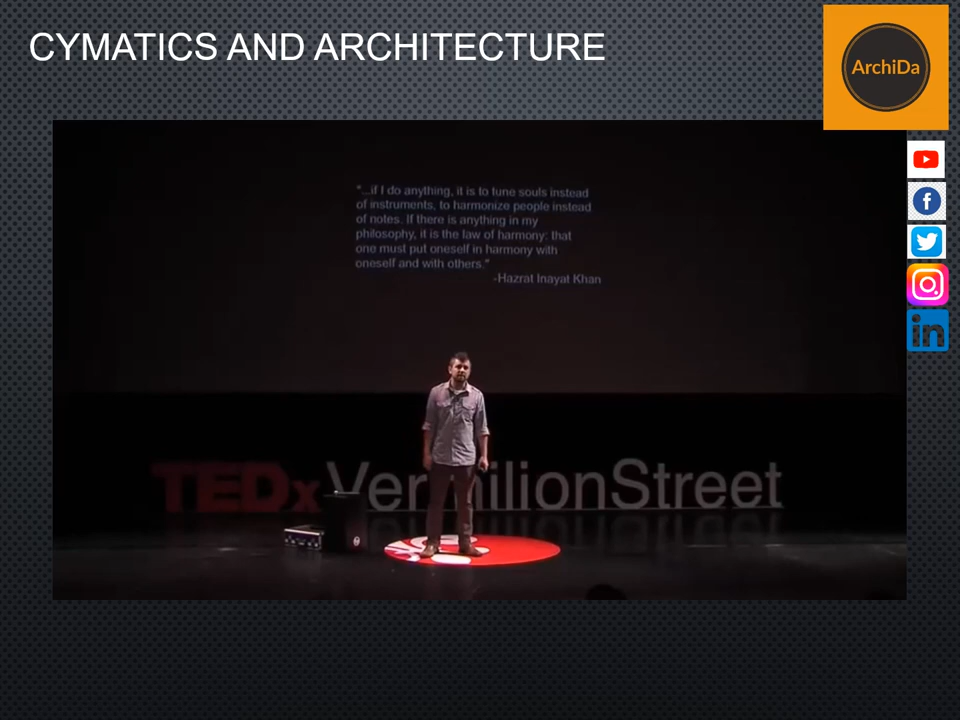 CYMATICS AND ARCHITECTURE
ArchiDa
"...if I do anything, it is to tune souls instead
of instruments, to harmonize people instead
of notes. If there is anything in my
philosophy, it is the law of harmony: that
one must put oneself in harmony with
oneself and with others."
-Hazrat Inayat Khan
f
in
TEDxVermilionStreet